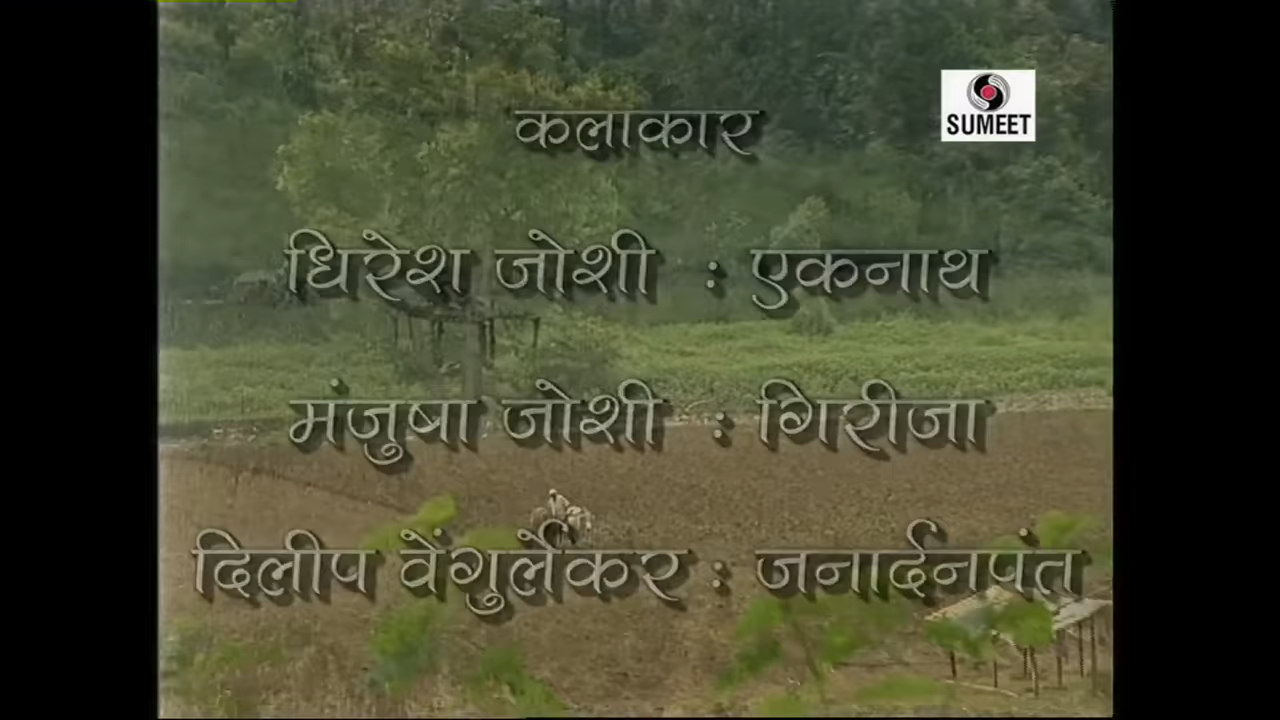 कलाकार
SUMEET
धिरेश जोशी : एकनाथ
मंजुषा जोशी : गिरीजा
दिलीप वेंगुर्लेकर : जनार्दनपंत